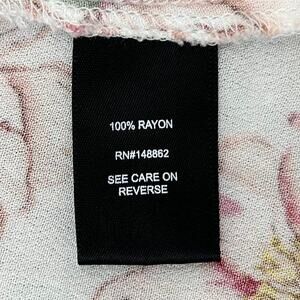 100% RAYON
RN#148862
SEE CARE ON
REVERSE